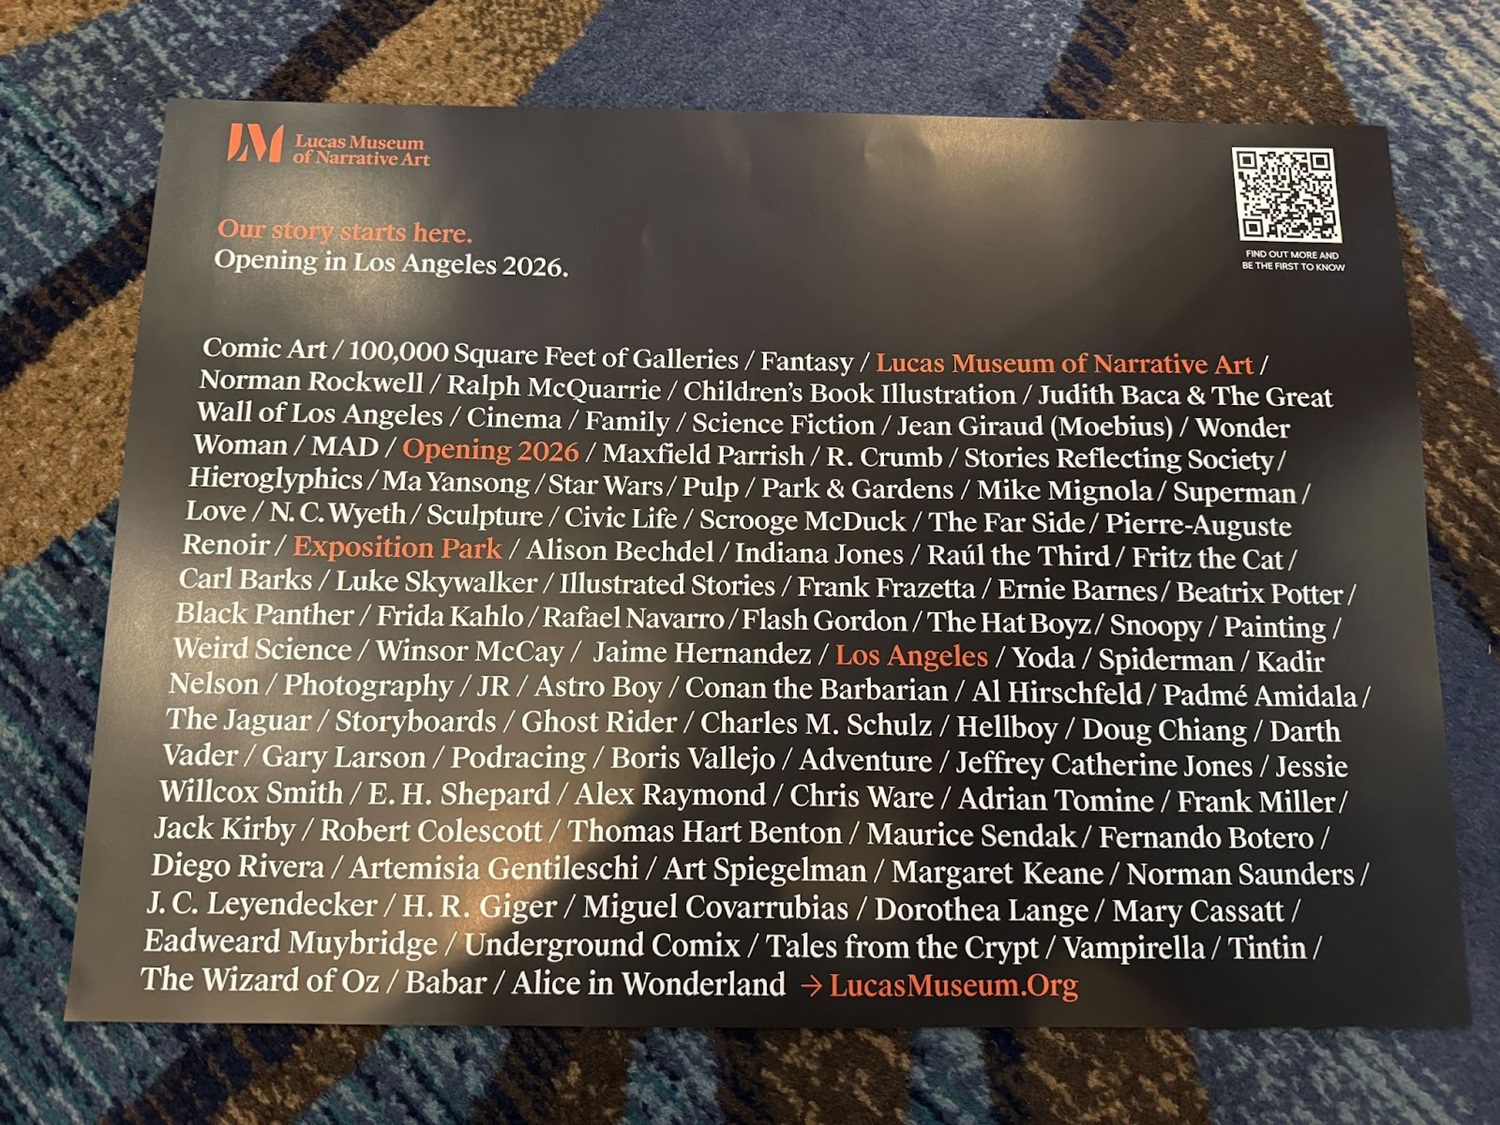 Lucas Museum
of Narrative Art
Our story starts here.
Opening in Los Angeles 2026.
FIND OUT MORE AND
BE THE FIRST TO KNOW
Comic Art / 100,000 Square Feet of Galleries / Fantasy / Lucas Museum of Narrative Art /
Norman Rockwell / Ralph McQuarrie / Children's Book Illustration / Judith Baca & The Great
Wall of Los Angeles / Cinema / Family / Science Fiction / Jean Giraud (Moebius) / Wonder
Woman / MAD / Opening 2026 / Maxfield Parrish / R. Crumb / Stories Reflecting Society /
Hieroglyphics / Ma Yansong / Star Wars / Pulp / Park & Gardens / Mike Mignola / Superman /
Love / N. C. Wyeth / Sculpture / Civic Life / Scrooge McDuck / The Far Side / Pierre-Auguste
Renoir / Exposition Park / Alison Bechdel / Indiana Jones / Raúl the Third / Fritz the Cat /
Carl Barks / Luke Skywalker / Illustrated Stories / Frank Frazetta / Ernie Barnes / Beatrix Potter /
Black Panther / Frida Kahlo / Rafael Navarro / Flash Gordon / The Hat Boyz / Snoopy / Painting /
Weird Science / Winsor McCay / Jaime Hernandez / Los Angeles / Yoda / Spiderman / Kadir
Nelson / Photography / JR / Astro Boy / Conan the Barbarian / Al Hirschfeld / Padmé Amidala /
The Jaguar / Storyboards / Ghost Rider / Charles M. Schulz / Hellboy / Doug Chiang / Darth
Vader / Gary Larson / Podracing / Boris Vallejo / Adventure / Jeffrey Catherine Jones / Jessie
Willcox Smith / E. H. Shepard / Alex Raymond / Chris Ware / Adrian Tomine / Frank Miller /
Jack Kirby / Robert Colescott / Thomas Hart Benton / Maurice Sendak / Fernando Botero /
Diego Rivera / Artemisia Gentileschi / Art Spiegelman / Margaret Keane / Norman Saunders /
J. C. Leyendecker / H. R. Giger / Miguel Covarrubias / Dorothea Lange / Mary Cassatt /
Eadweard Muybridge / Underground Comix / Tales from the Crypt / Vampirella / Tintin /
The Wizard of Oz / Babar / Alice in Wonderland → LucasMuseum.Org